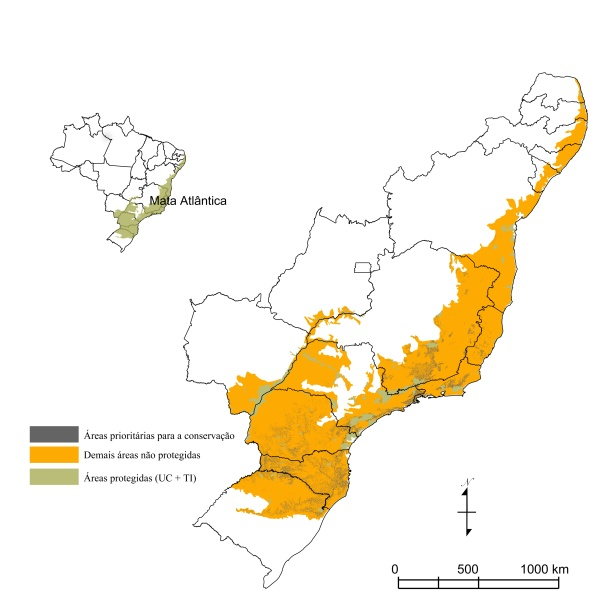 Mata Atlântica
Áreas prioritárias para a conservação
Demais áreas não protegidas
Áreas protegidas (UC + TI)
N
0 500 1000 km